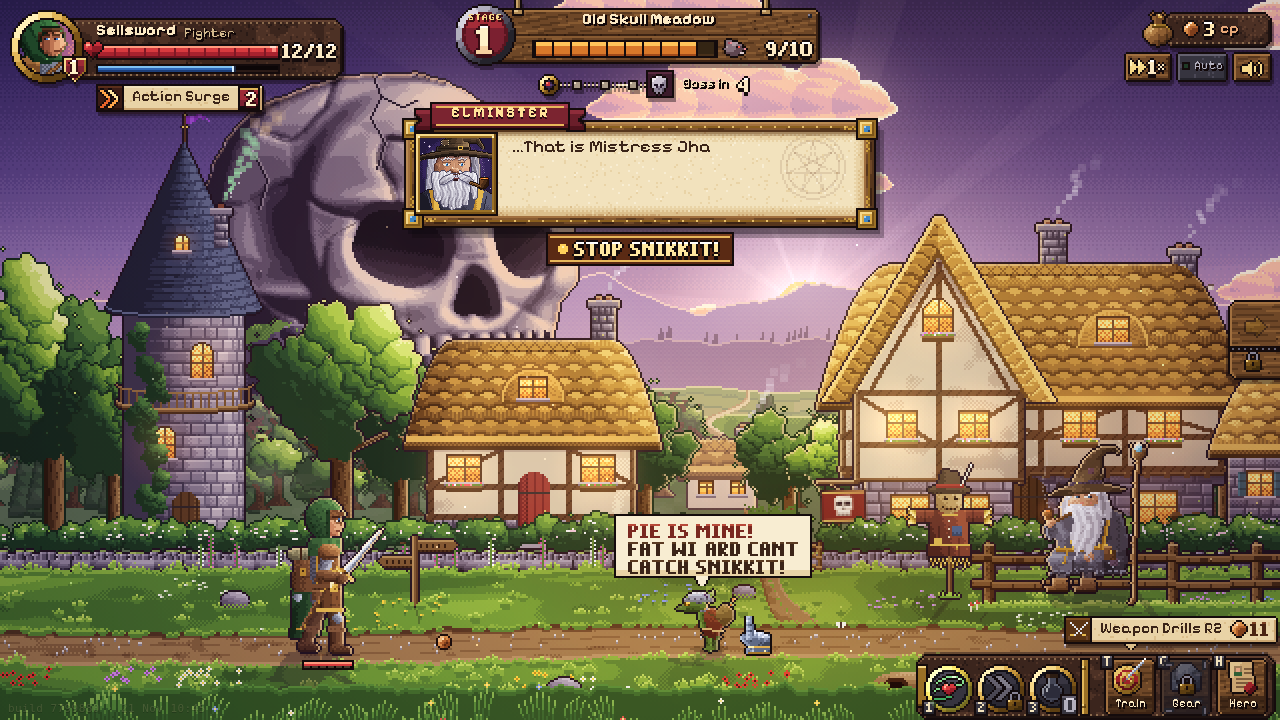 Sellsword Fighter
12/12
1
Action Surge 2
STAGE
1
Old Skull Meadow
9/10
Boss in 4
3 cp
1x
Auto
ELMINSTER
...That is Mistress Jha
STOP SNIKKIT!
PIE IS MINE!
FAT WI ARD CANT
CATCH SNIKKIT!
Weapon Drills R2 11
1 2 3 0
T Train
Gear
H Hero